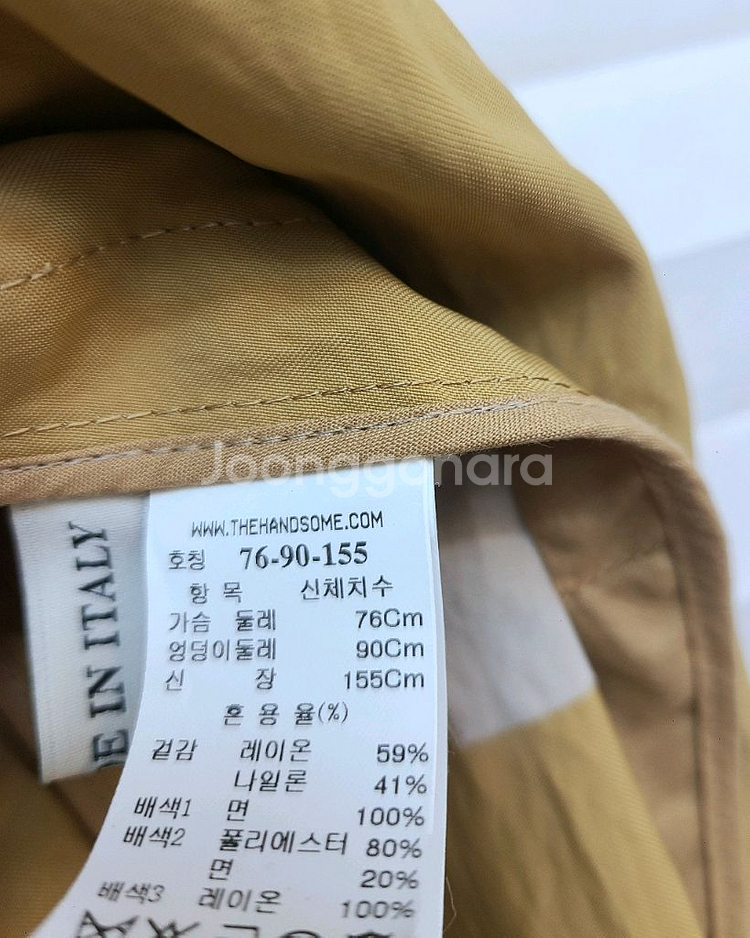 Joonggonara
WWW.THEHANDSOME.COM
호칭 76-90-155
항 목 신체치수
가슴 둘레 76Cm
엉덩이둘레 90Cm
신 장 155Cm
혼 용 율(%)
겉감 레이온 59%
나일론 41%
배색1 면 100%
배색2 폴리에스터 80%
면 20%
배색3 레이온 100%
DE IN ITALY